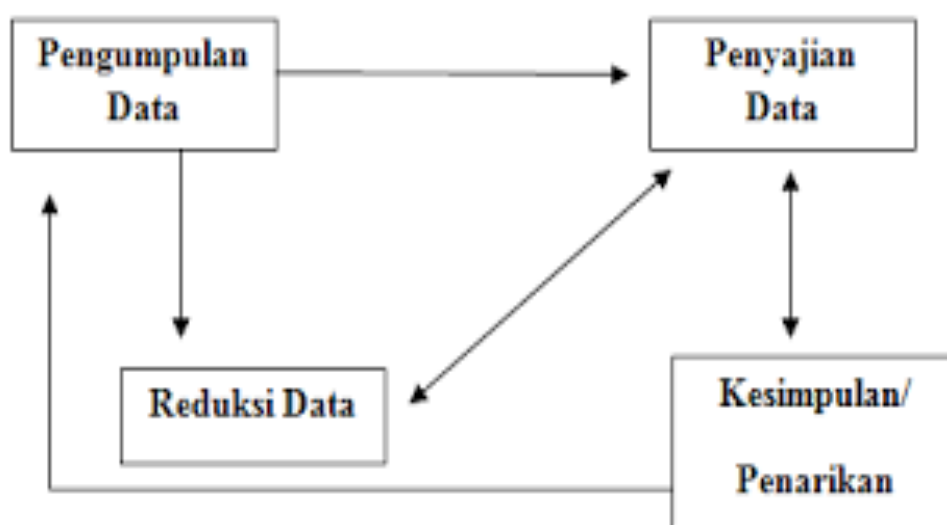 Pengumpulan
Data
Penyajian
Data
Reduksi Data
Kesimpulan/
Penarikan